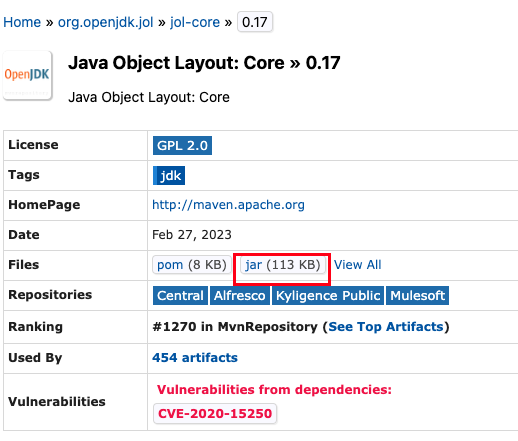 Home » org.openjdk.jol » jol-core » 0.17
OpenJDK
Java Object Layout: Core » 0.17
Java Object Layout: Core
License GPL 2.0
Tags jdk
HomePage http://maven.apache.org
Date Feb 27, 2023
Files pom (8 KB) jar (113 KB) View All
Repositories Central Alfresco Kyligence Public Mulesoft
Ranking #1270 in MvnRepository (See Top Artifacts)
Used By 454 artifacts
Vulnerabilities from dependencies:
Vulnerabilities
CVE-2020-15250